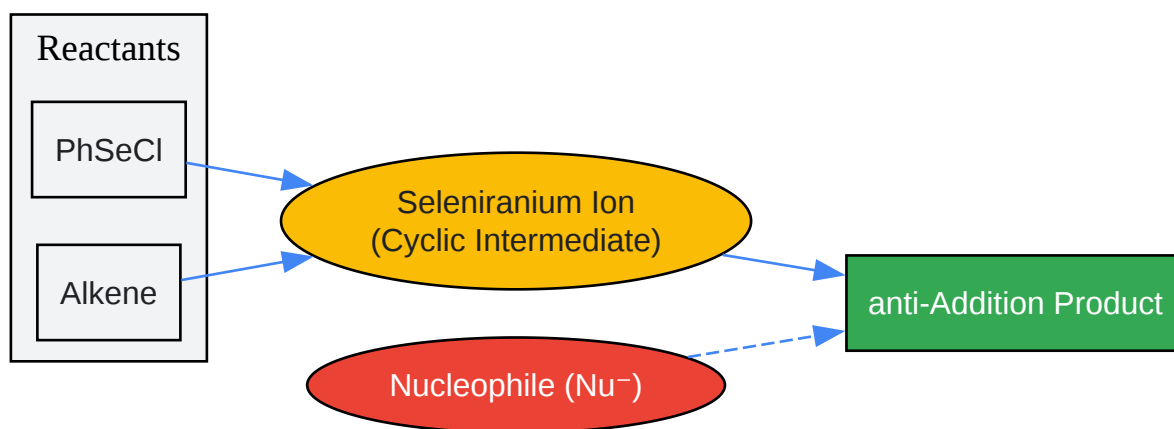 Reactants
PhSeCl
Alkene
Seleniranium Ion
(Cyclic Intermediate)
Nucleophile (Nu⁻)
anti-Addition Product